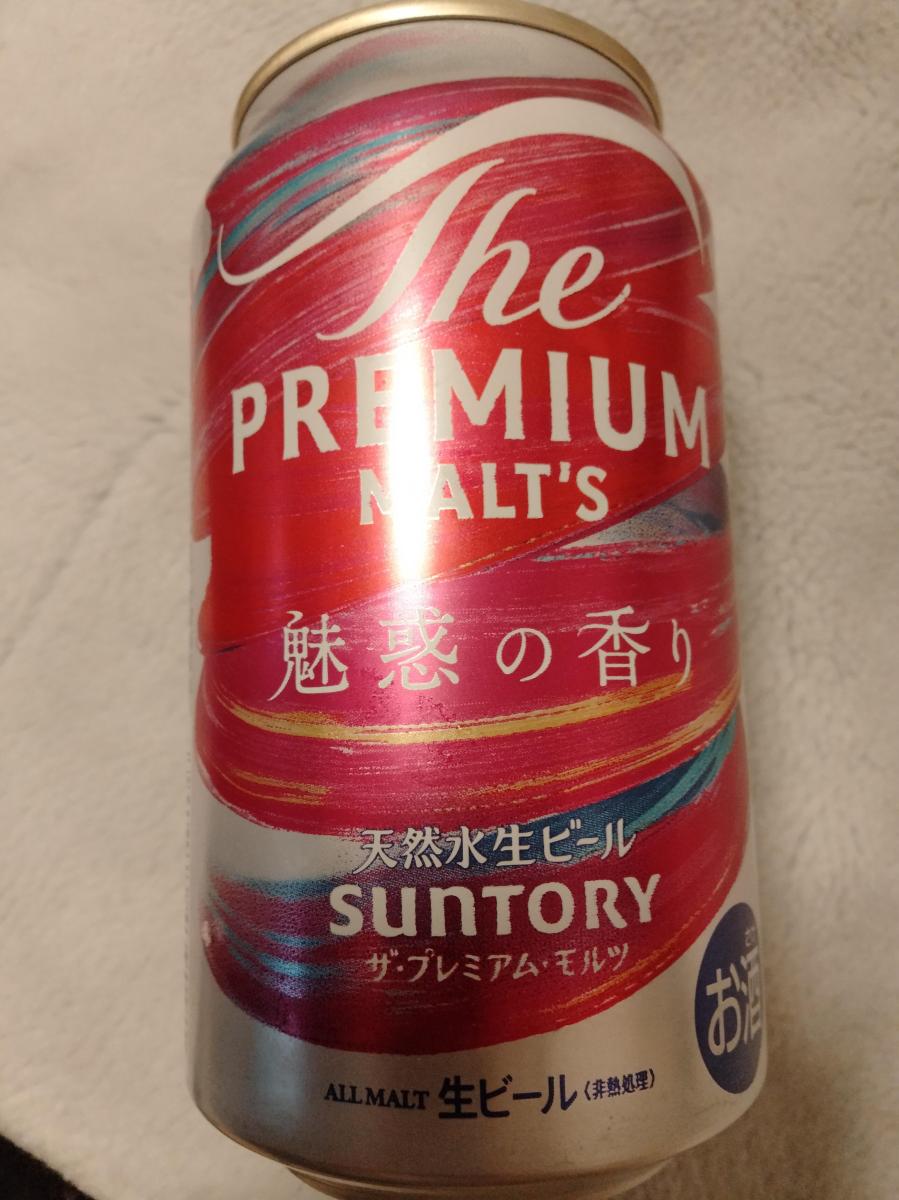 The
PREMIUM
MALT'S
魅惑の香り
天然水生ビール
SUNTORY
ザ・プレミアム・モルツ
お酒
ALL MALT 生ビール〈非熱処理〉